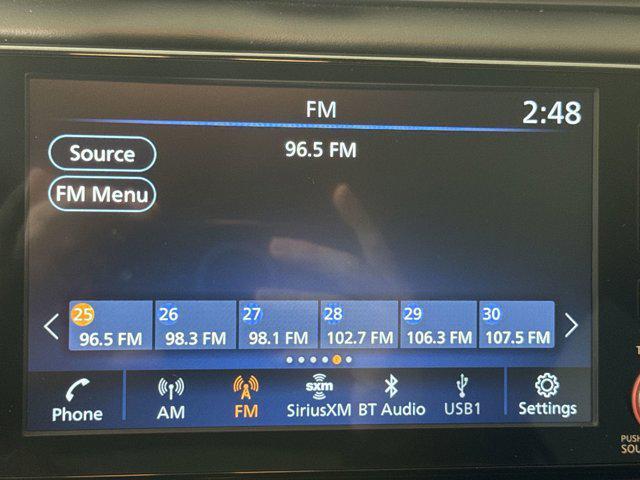 FM
2:48
Source
96.5 FM
FM Menu
25 26 27 28 29 30
96.5 FM 98.3 FM 98.1 FM 102.7 FM 106.3 FM 107.5 FM
sxm
Phone AM FM SiriusXM BT Audio USB1 Settings
PUSH
SOU